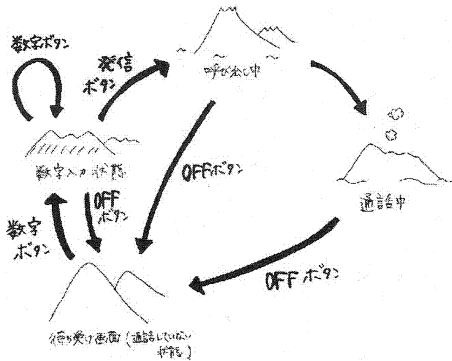 数字ボタン
発信
ボタン
呼び出し中
数字入力状態
OFF
ボタン
OFFボタン
通話中
数字
ボタン
OFF ボタン
待ち受け画面 (通話していない
状態)